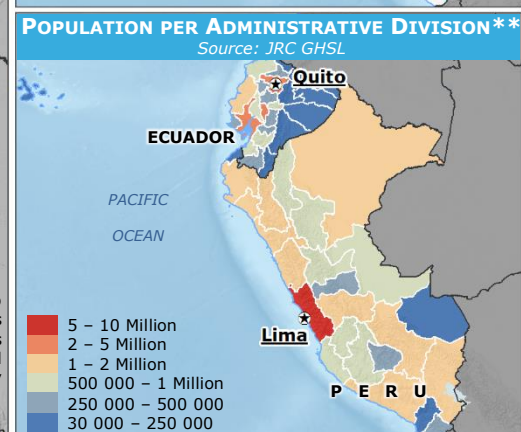 POPULATION PER ADMINISTRATIVE DIVISION**
Source: JRC GHSL
Quito
ECUADOR
PACIFIC
OCEAN
5 – 10 Million
2 – 5 Million
1 – 2 Million
500 000 – 1 Million
250 000 – 500 000
30 000 – 250 000
Lima
PERU